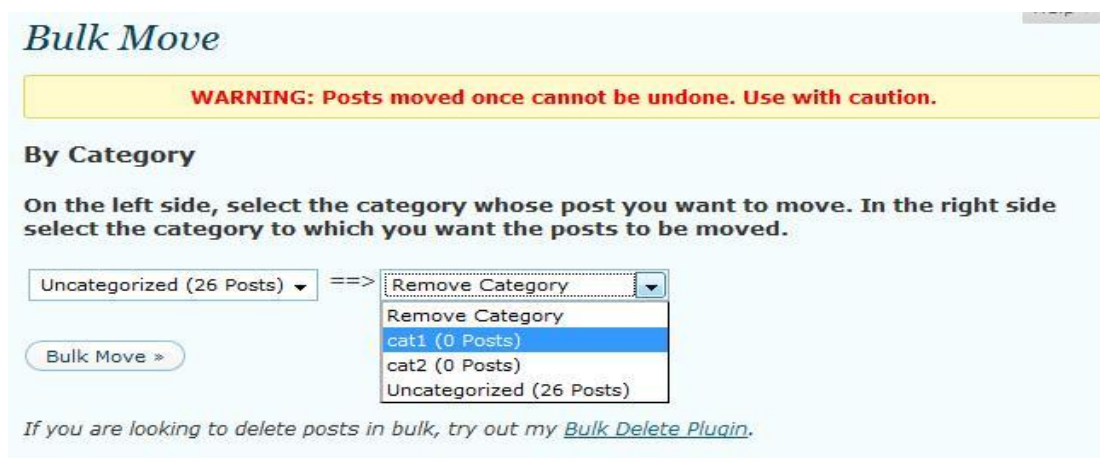 Bulk Move
WARNING: Posts moved once cannot be undone. Use with caution.
By Category
On the left side, select the category whose post you want to move. In the right side
select the category to which you want the posts to be moved.
Uncategorized (26 Posts) ==> Remove Category
Remove Category
cat1 (0 Posts)
cat2 (0 Posts)
Uncategorized (26 Posts)
Bulk Move »
If you are looking to delete posts in bulk, try out my Bulk Delete Plugin.